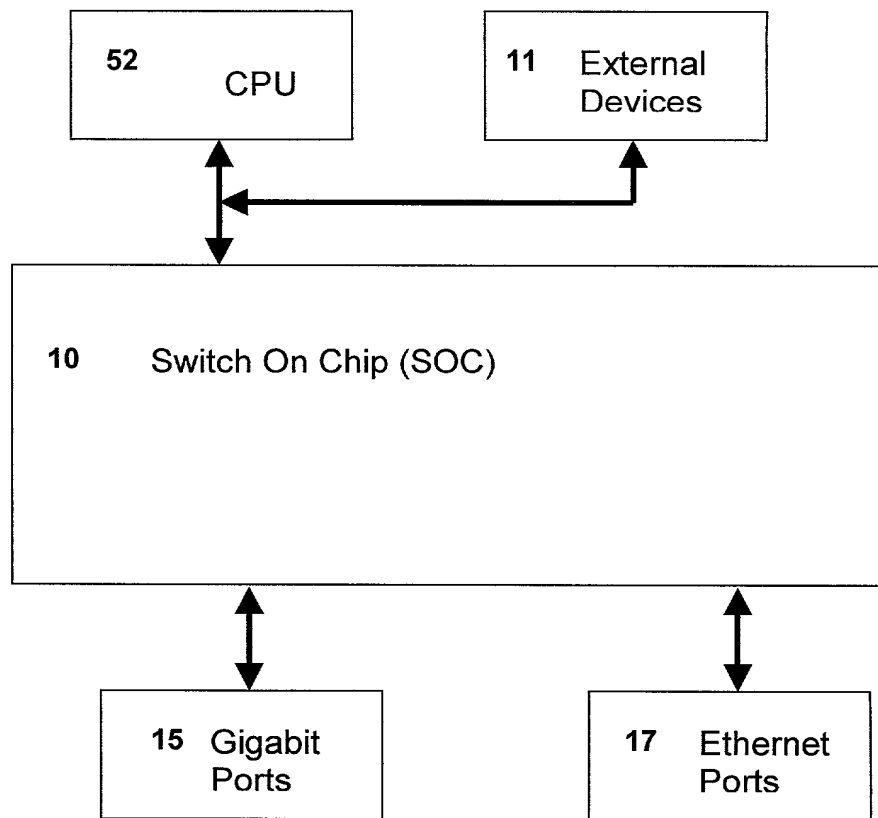 52 CPU
11 External
Devices
10 Switch On Chip (SOC)
15 Gigabit
Ports
17 Ethernet
Ports